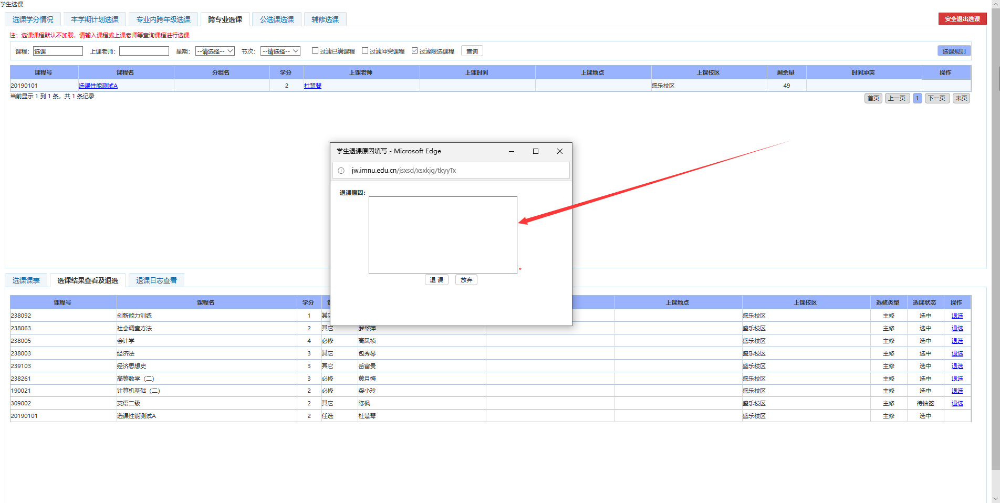 学生选课
选课学分情况 本学期计划选课 专业内跨年级选课 跨专业选课 公选课选课 辅修选课 安全退出选课
注：选课课程默认不加载，请输入课程或上课老师等查询课程进行选课
课程： 选课 上课老师： 星期： --请选择-- 节次： --请选择-- 过滤已满课程 过滤冲突课程 过滤限选课程 查询 选课规则
课程号 课程名 分组名 学分 上课老师 上课时间 上课地点 上课校区 剩余量 时间冲突 操作
20190101 选课性能测试A 2 杜慧琴 盛乐校区 49
当前显示 1 到 1 条，共 1 条记录
首页 上一页 1 下一页 末页
学生退课原因填写 - Microsoft Edge
jw.imnu.edu.cn/jsxsd/xsxkjg/tkyyTx
退课原因：
*
退 课 放弃
选课课表 选课结果查看及退选 退课日志查看
课程号 课程名 学分 上课地点 上课校区 选修类型 选课状态 操作
238092 创新能力训练 1 其它 盛乐校区 主修 选中 退选
238063 社会调查方法 2 其它 罗翠萍 盛乐校区 主修 选中 退选
238005 会计学 4 必修 高凤祯 盛乐校区 主修 选中 退选
238003 经济法 3 其它 包秀琴 盛乐校区 主修 选中 退选
239103 经济思想史 3 其它 岳富贵 盛乐校区 主修 选中 退选
238261 高等数学（二） 3 必修 黄月梅 盛乐校区 主修 选中 退选
190021 计算机基础（二） 2 必修 柴小玲 盛乐校区 主修 选中 退选
309002 英语二级 2 其它 陈枫 盛乐校区 主修 待抽签 退选
20190101 选课性能测试A 2 任选 杜慧琴 盛乐校区 主修 选中